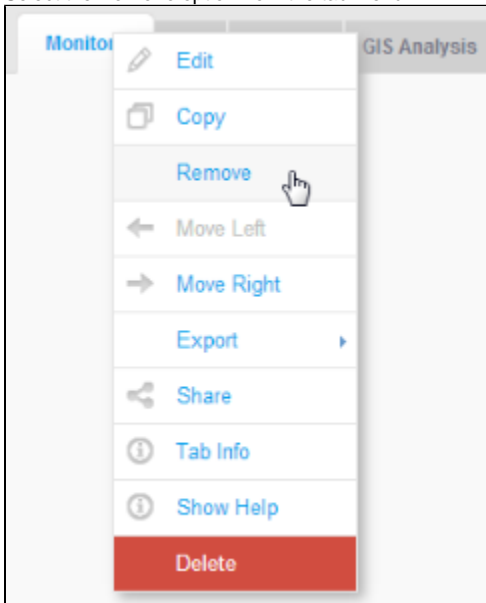 Monitor
GIS Analysis
Edit
Copy
Remove
Move Left
Move Right
Export
Share
Tab Info
Show Help
Delete